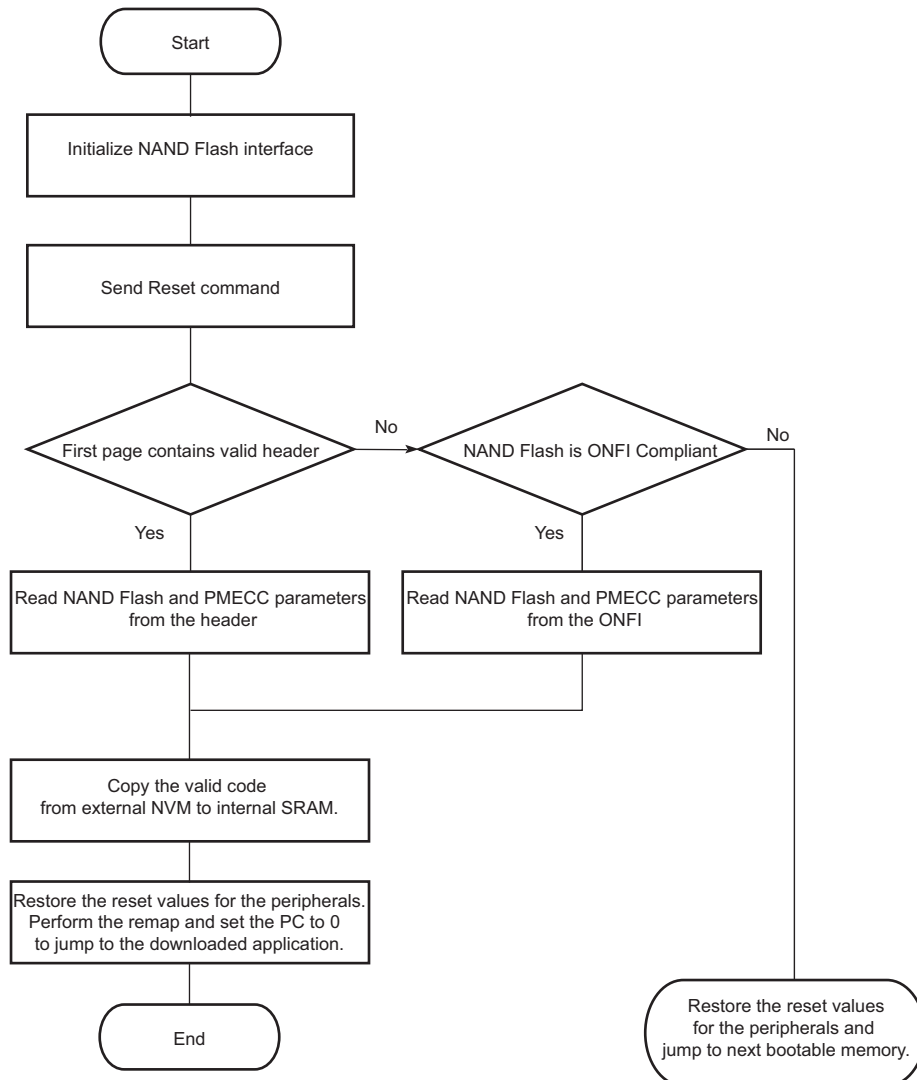 Start
Initialize NAND Flash interface
Send Reset command
First page contains valid header
No
NAND Flash is ONFI Compliant
No
Yes
Yes
Read NAND Flash and PMECC parameters
from the header
Read NAND Flash and PMECC parameters
from the ONFI
Copy the valid code
from external NVM to internal SRAM.
Restore the reset values for the peripherals.
Perform the remap and set the PC to 0
to jump to the downloaded application.
End
Restore the reset values
for the peripherals and
jump to next bootable memory.